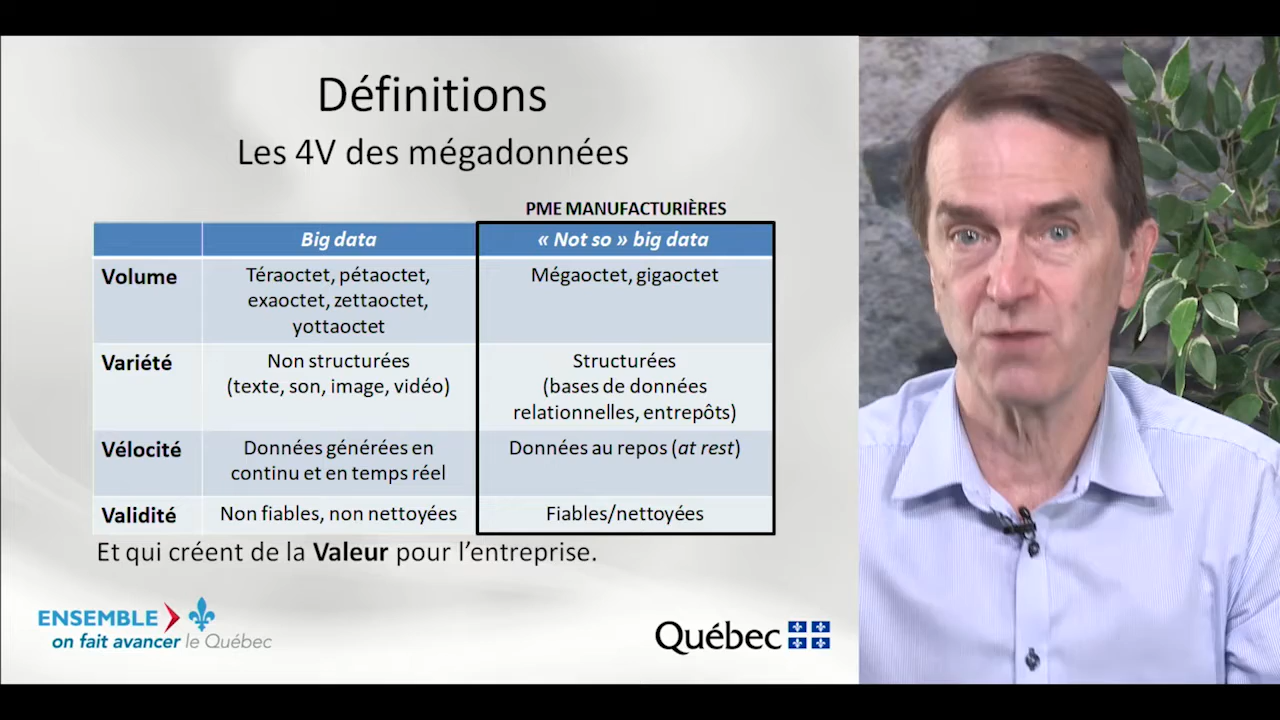 Définitions
Les 4V des mégadonnées
PME MANUFACTURIÈRES
Big data
« Not so » big data
Volume
Téraoctet, pétaoctet,
exaoctet, zettaoctet,
yottaoctet
Mégaoctet, gigaoctet
Variété
Non structurées
(texte, son, image, vidéo)
Structurées
(bases de données
relationnelles, entrepôts)
Vélocité
Données générées en
continu et en temps réel
Données au repos (at rest)
Validité
Non fiables, non nettoyées
Fiables/nettoyées
Et qui créent de la Valeur pour l’entreprise.
ENSEMBLE
on fait avancer le Québec
Québec